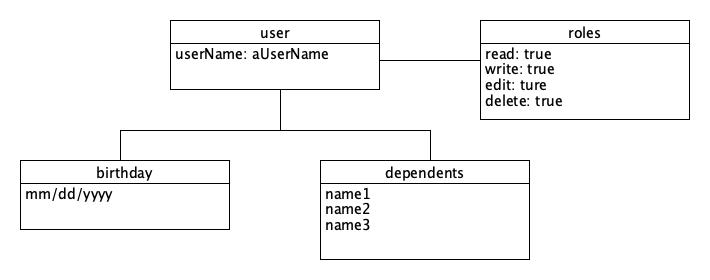 user
userName: aUserName
roles
read: true
write: true
edit: ture
delete: true
birthday
mm/dd/yyyy
dependents
name1
name2
name3